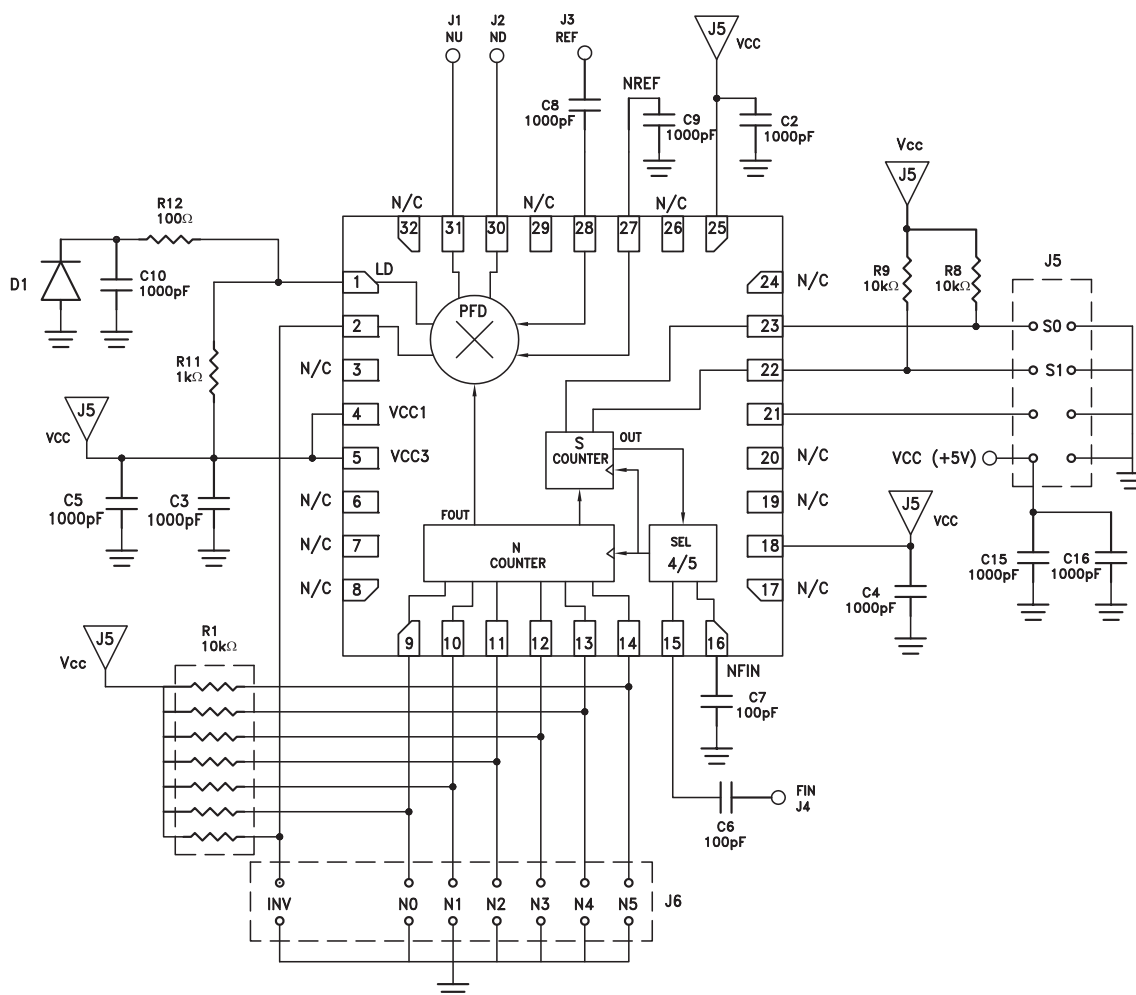 J1
NU
J2
ND
J3
REF
J5
VCC
NREF
C8
1000pF
C9
1000pF
C2
1000pF
Vcc
J5
R12
100Ω
N/C
N/C
N/C
32
31
30
29
28
27
26
25
D1
C10
1000pF
LD
PFD
1
2
N/C
3
4
VCC1
5
VCC3
N/C
6
N/C
7
N/C
8
R11
1kΩ
J5
VCC
C5
1000pF
C3
1000pF
24
N/C
23
22
21
20
N/C
19
N/C
18
17
N/C
R9
10kΩ
R8
10kΩ
J5
S0
S1
VCC (+5V)
J5
VCC
C15
1000pF
C16
1000pF
C4
1000pF
S
COUNTER
OUT
FOUT
N
COUNTER
SEL
4/5
9
10
11
12
13
14
15
16
NFIN
C7
100pF
J5
Vcc
R1
10kΩ
FIN
J4
C6
100pF
INV
N0
N1
N2
N3
N4
N5
J6